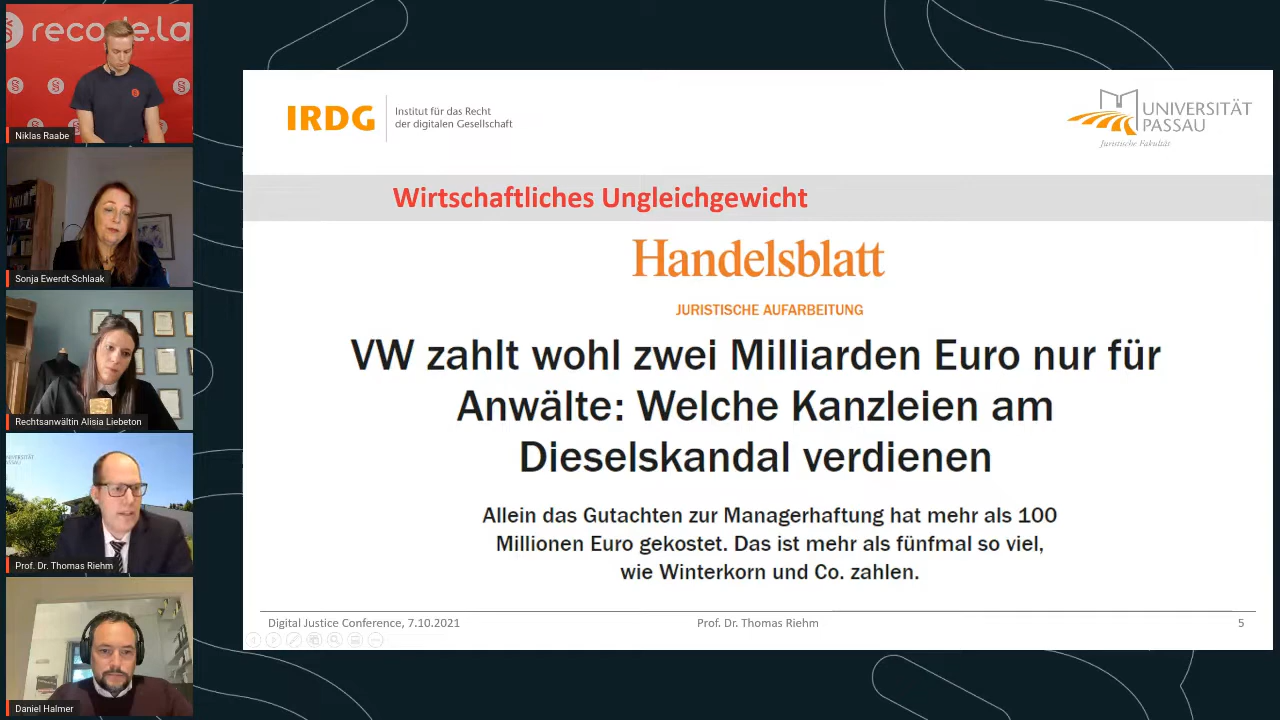 recode.la
Niklas Raabe
Sonja Ewerdt-Schlaak
Rechtsanwältin Alisia Liebeton
UNIVERSITÄT
PASSAU
Prof. Dr. Thomas Riehm
Daniel Halmer
IRDG
Institut für das Recht
der digitalen Gesellschaft
UNIVERSITÄT
PASSAU
Juristische Fakultät
Wirtschaftliches Ungleichgewicht
Handelsblatt
JURISTISCHE AUFARBEITUNG
VW zahlt wohl zwei Milliarden Euro nur für
Anwälte: Welche Kanzleien am
Dieselskandal verdienen
Allein das Gutachten zur Managerhaftung hat mehr als 100
Millionen Euro gekostet. Das ist mehr als fünfmal so viel,
wie Winterkorn und Co. zahlen.
Digital Justice Conference, 7.10.2021
Prof. Dr. Thomas Riehm
5